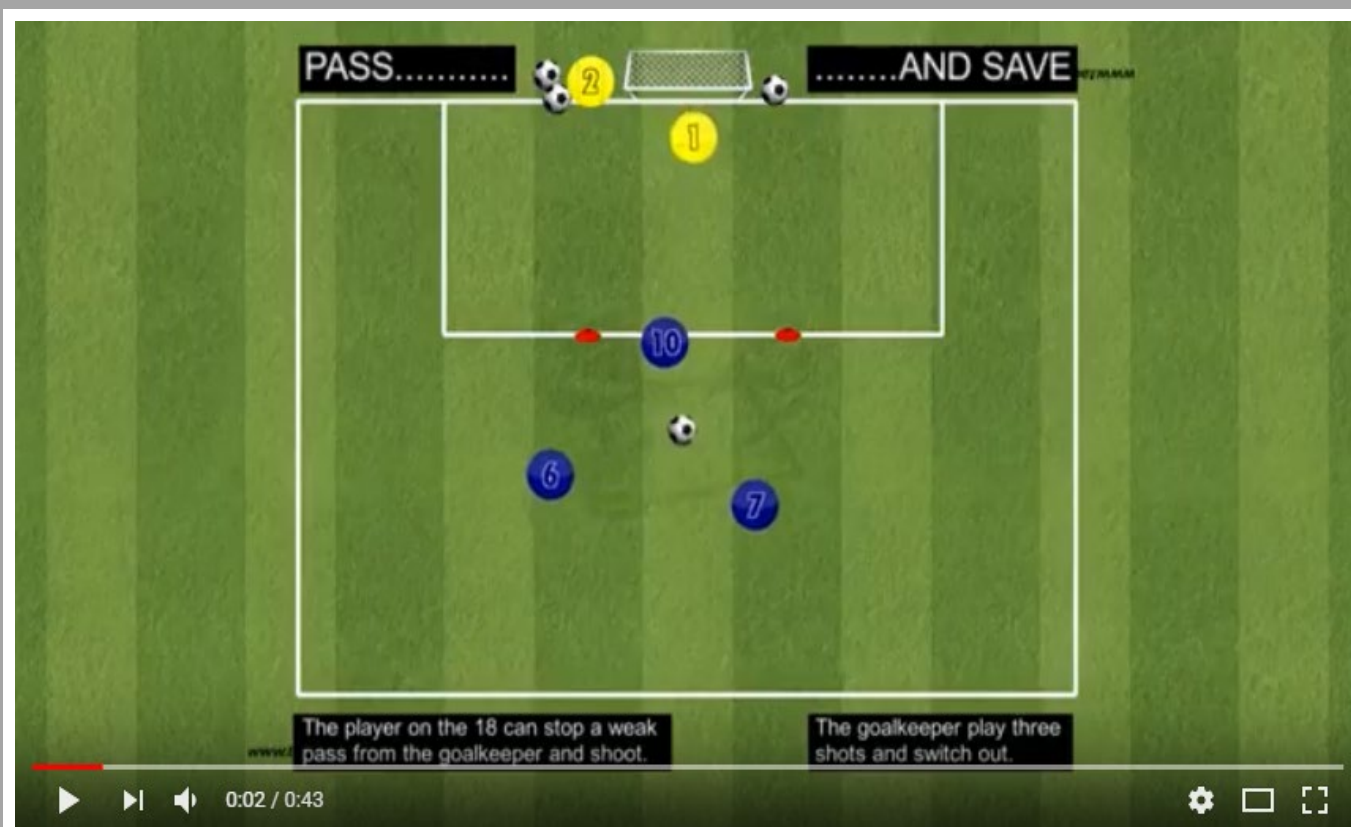 PASS...........
........AND SAVE
2
1
10
6
7
The player on the 18 can stop a weak
pass from the goalkeeper and shoot.
The goalkeeper play three
shots and switch out.
0:02 / 0:43